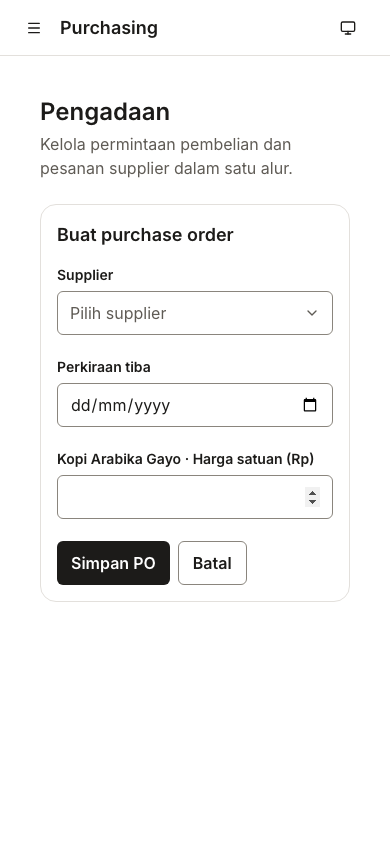 Purchasing
Pengadaan
Kelola permintaan pembelian dan
pesanan supplier dalam satu alur.
Buat purchase order
Supplier
Pilih supplier
Perkiraan tiba
dd/mm/yyyy
Kopi Arabika Gayo · Harga satuan (Rp)
Simpan PO
Batal